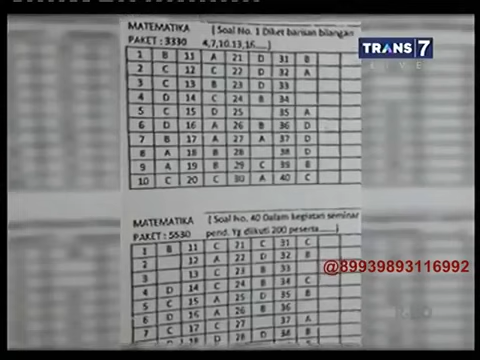 MATEMATIKA ( Soal No. 1 Diket barisan bilangan
PAKET : 3330 4,7,10,13,16.....)
TRANS 7
LIVE
1 B 11 A 21 D 31 B
2 C 12 C 22 D 32 A
3 C 13 B 23 D 33
4 D 14 C 24 B 34
5 C 15 D 25 35 A
6 D 16 A 26 B 36 D
7 B 17 A 27 A 37 D
8 A 18 B 28 38 D
9 A 19 B 29 C 39 B
10 C 20 C 30 A 40 C
MATEMATIKA ( Soal No. 40 Dalam kegiatan seminar
PAKET : 5530 pend. Yg diikuti 200 peserta.....)
1 B 11 C 21 C 31 C
2 12 A 22 D 32 B
3 13 C 23 B 33
4 D 14 C 24 B 34 C
5 C 15 A 25 D 35 B
6 C 16 A 26 B 36
7 C 17 C 27 37 A
@89939893116992